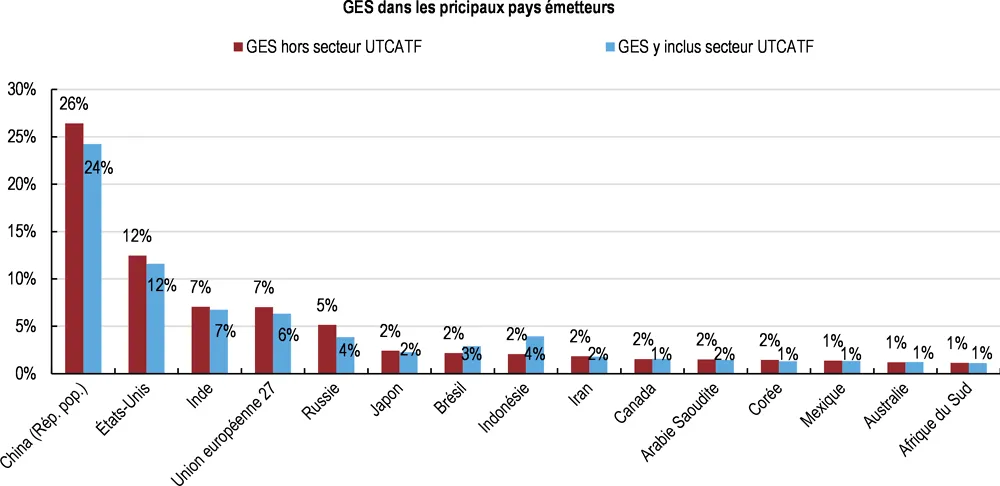 GES dans les pricipaux pays émetteurs
GES hors secteur UTCATF
GES y inclus secteur UTCATF
30%
25%
20%
15%
10%
5%
0%
26%
24%
12%
12%
7%
7%
7%
6%
5%
4%
2%
2%
2%
3%
2%
4%
2%
2%
2%
1%
2%
2%
2%
1%
1%
1%
1%
1%
1%
1%
China (Rép. pop.)
États-Unis
Inde
Union européenne 27
Russie
Japon
Brésil
Indonésie
Iran
Canada
Arabie Saoudite
Corée
Mexique
Australie
Afrique du Sud